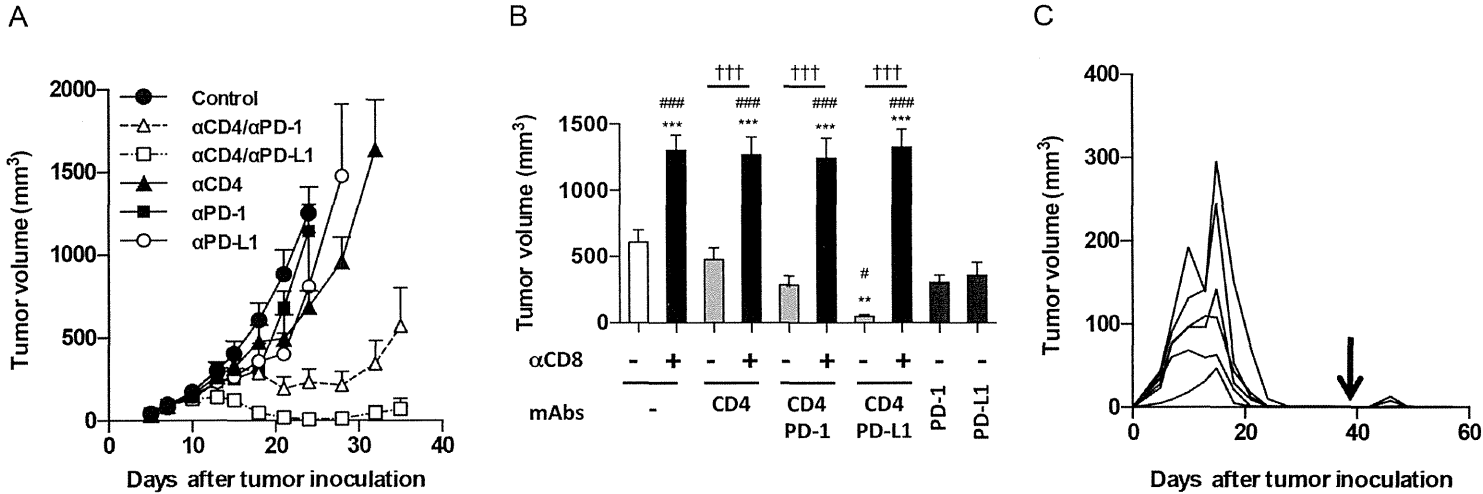 A
Tumor volume (mm³)
2000
1500
1000
500
0
Control
αCD4/αPD-1
αCD4/αPD-L1
αCD4
αPD-1
αPD-L1
0 10 20 30 40
Days after tumor inoculation
B
Tumor volume (mm³)
1500
1000
500
0
††† ††† †††
### ### ### # ###
*** *** *** ** ***
αCD8 - + - + - + - + - -
mAbs - CD4 CD4 CD4 PD-1 PD-L1
PD-1 PD-L1
C
Tumor volume (mm³)
400
300
200
100
0
0 20 40 60
Days after tumor inoculation